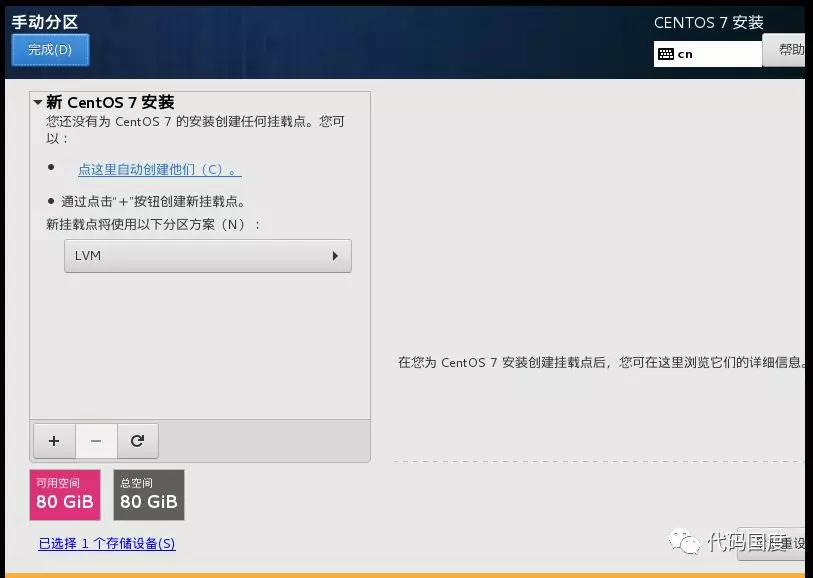 手动分区
完成(D)
CENTOS 7 安装
cn
帮助
新 CentOS 7 安装
您还没有为 CentOS 7 的安装创建任何挂载点。您可
以：
点这里自动创建他们（C）。
通过点击“+”按钮创建新挂载点。
新挂载点将使用以下分区方案（N）：
LVM
在您为 CentOS 7 安装创建挂载点后，您可在这里浏览它们的详细信息。
+ −
可用空间
80 GiB
总空间
80 GiB
已选择 1 个存储设备(S)
代码国度
重设